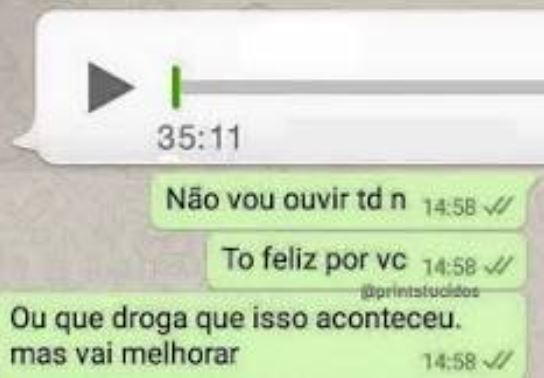 35:11
Não vou ouvir td n 14:58
To feliz por vc 14:58
@printslucidos
Ou que droga que isso aconteceu.
mas vai melhorar 14:58